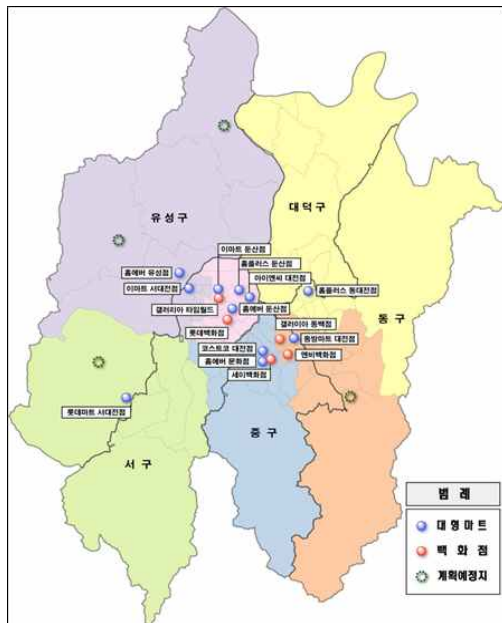 유성구
대덕구
이마트 둔산점
홈플러스 둔산점
아이엔씨 대전점
홈에버 유성점
이마트 서대전점
홈플러스 동대전점
갤러리아 타임월드
홈에버 둔산점
동구
롯데백화점
갤러리아 동백점
코스트코 대전점
동방마트 대전점
홈에버 문화점
엔비백화점
세이백화점
롯데마트 서대전점
서구
중구
범례
대형마트
백화점
계획예정지